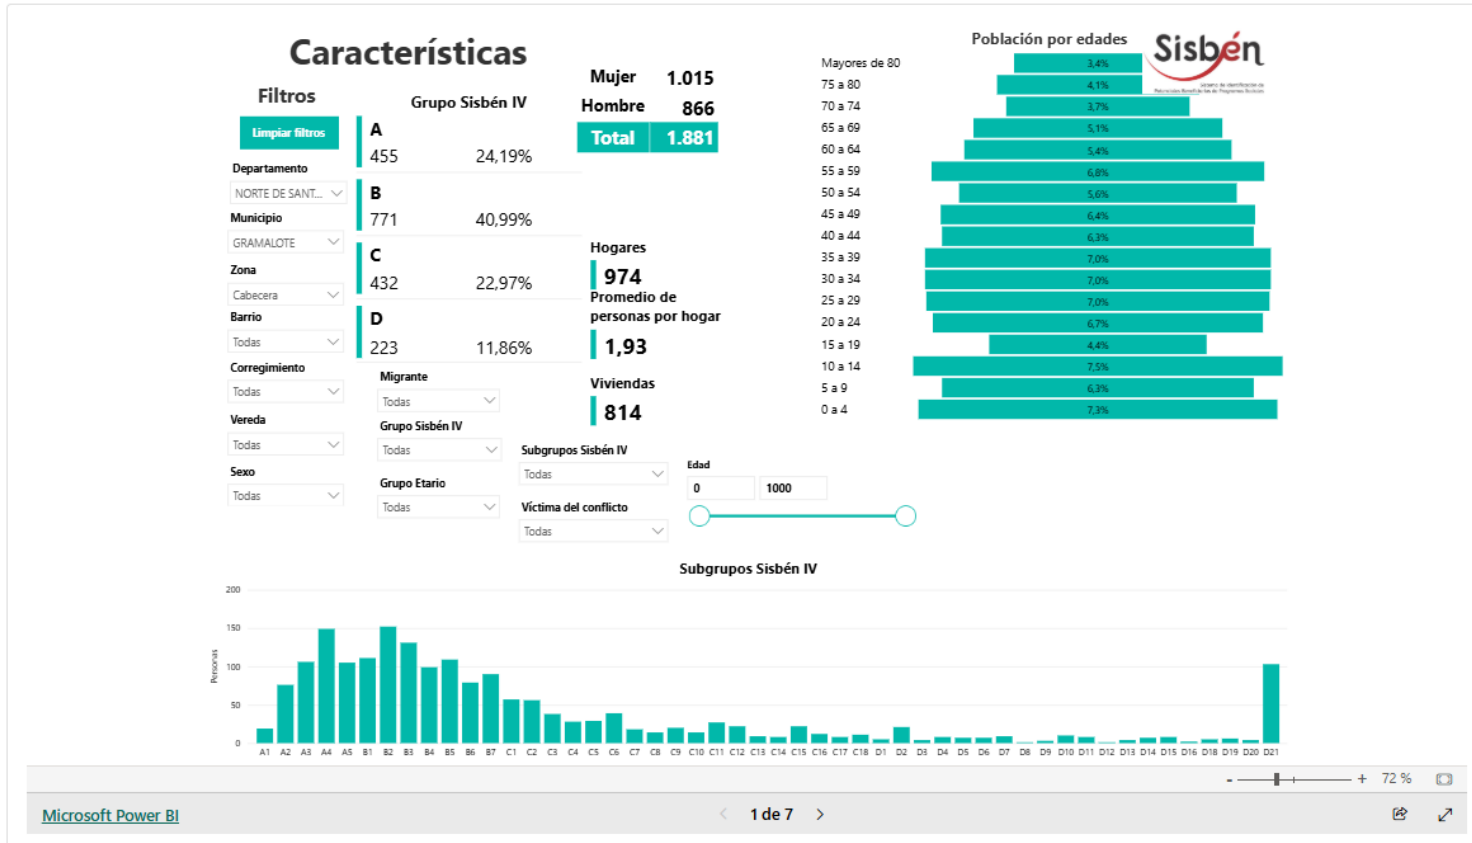 Características
Filtros
Limpiar filtros
Departamento
NORTE DE SANT...
Municipio
GRAMALOTE
Zona
Cabecera
Barrio
Todas
Corregimiento
Todas
Vereda
Todas
Sexo
Todas
Grupo Sisbén IV
A
455 24,19%
B
771 40,99%
C
432 22,97%
D
223 11,86%
Migrante
Todas
Grupo Sisbén IV
Todas
Grupo Etario
Todas
Mujer 1.015
Hombre 866
Total 1.881
Hogares
974
Promedio de
personas por hogar
1,93
Viviendas
814
Subgrupos Sisbén IV
Todas
Víctima del conflicto
Todas
Edad
0 1000
Población por edades
Sisbén
Mayores de 80 3,4%
75 a 80 4,1%
70 a 74 3,7%
65 a 69 5,1%
60 a 64 5,4%
55 a 59 6,8%
50 a 54 5,6%
45 a 49 6,4%
40 a 44 6,3%
35 a 39 7,0%
30 a 34 7,0%
25 a 29 7,0%
20 a 24 6,7%
15 a 19 4,4%
10 a 14 7,5%
5 a 9 6,3%
0 a 4 7,3%
Subgrupos Sisbén IV
Personas
200
150
100
50
0
A1 A2 A3 A4 A5 B1 B2 B3 B4 B5 B6 B7 C1 C2 C3 C4 C5 C6 C7 C8 C9 C10 C11 C12 C13 C14 C15 C16 C17 C18 D1 D2 D3 D4 D5 D6 D7 D8 D9 D10 D11 D12 D13 D14 D15 D16 D18 D19 D20 D21
- + 72 %
Microsoft Power BI
1 de 7